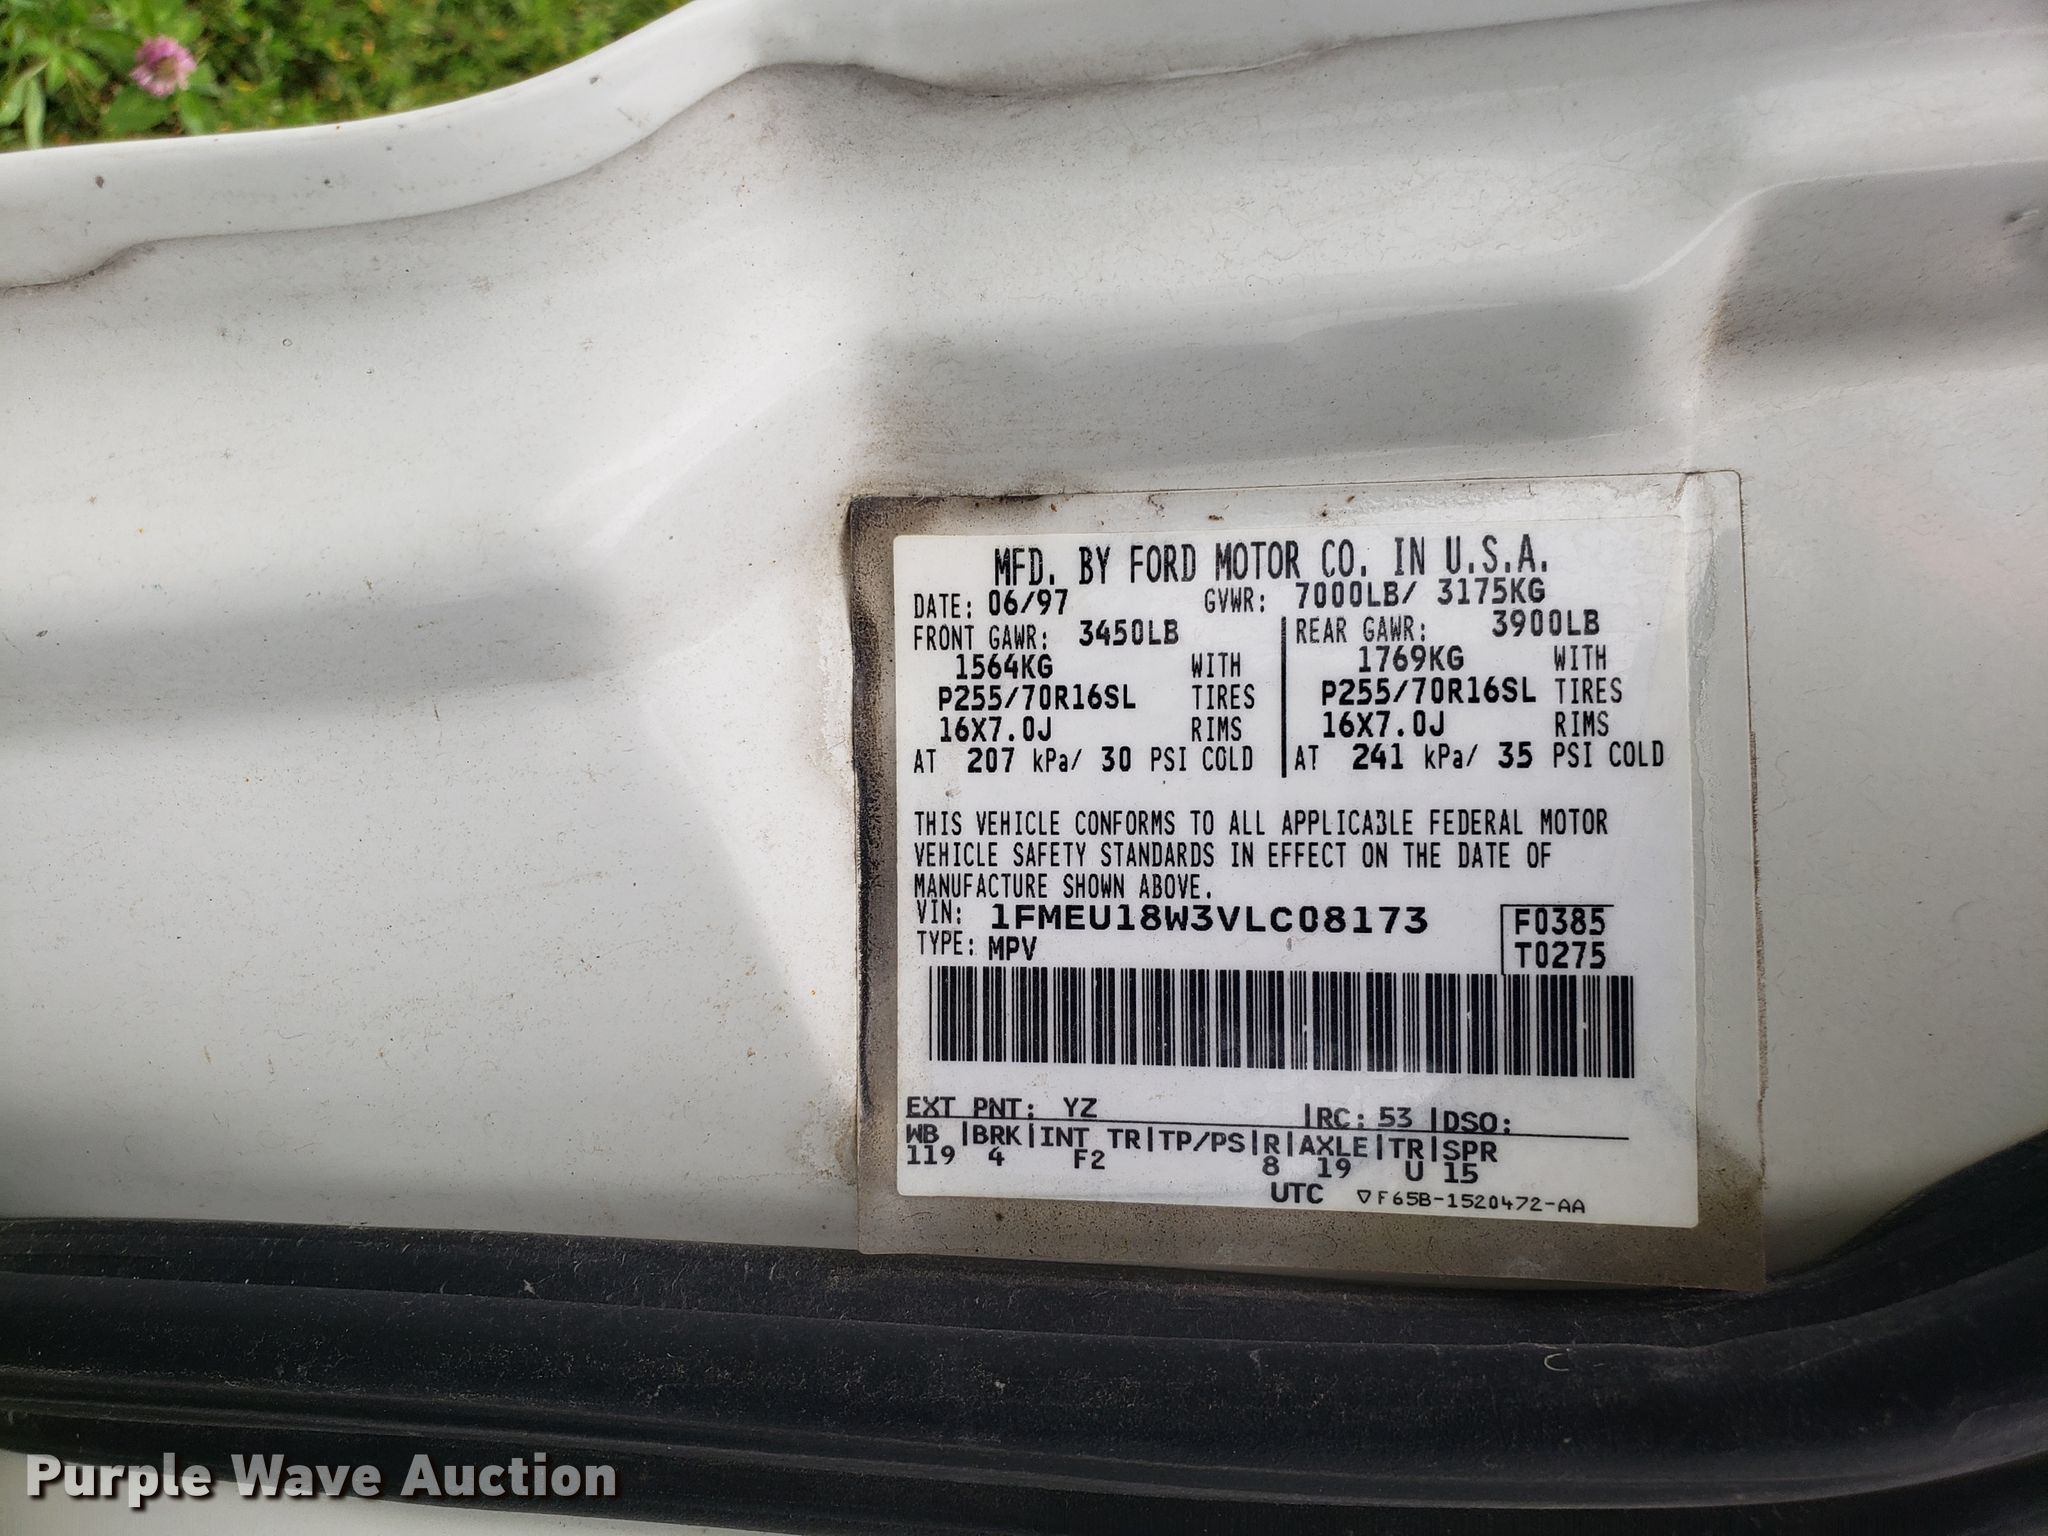 MFD. BY FORD MOTOR CO. IN U.S.A.
DATE: 06/97 GVWR: 7000LB/ 3175KG
FRONT GAWR: 3450LB REAR GAWR: 3900LB
1564KG WITH 1769KG WITH
P255/70R16SL TIRES P255/70R16SL TIRES
16X7.0J RIMS 16X7.0J RIMS
AT 207 kPa/ 30 PSI COLD AT 241 kPa/ 35 PSI COLD
THIS VEHICLE CONFORMS TO ALL APPLICABLE FEDERAL MOTOR
VEHICLE SAFETY STANDARDS IN EFFECT ON THE DATE OF
MANUFACTURE SHOWN ABOVE.
VIN: 1FMEU18W3VLC08173 F0385
TYPE: MPV T0275
EXT PNT: YZ |RC: 53 |DSO:
WB |BRK|INT TR|TP/PS|R|AXLE|TR|SPR
119 4 F2 8 19 U 15
UTC ▽F65B-1520472-AA
Purple Wave Auction